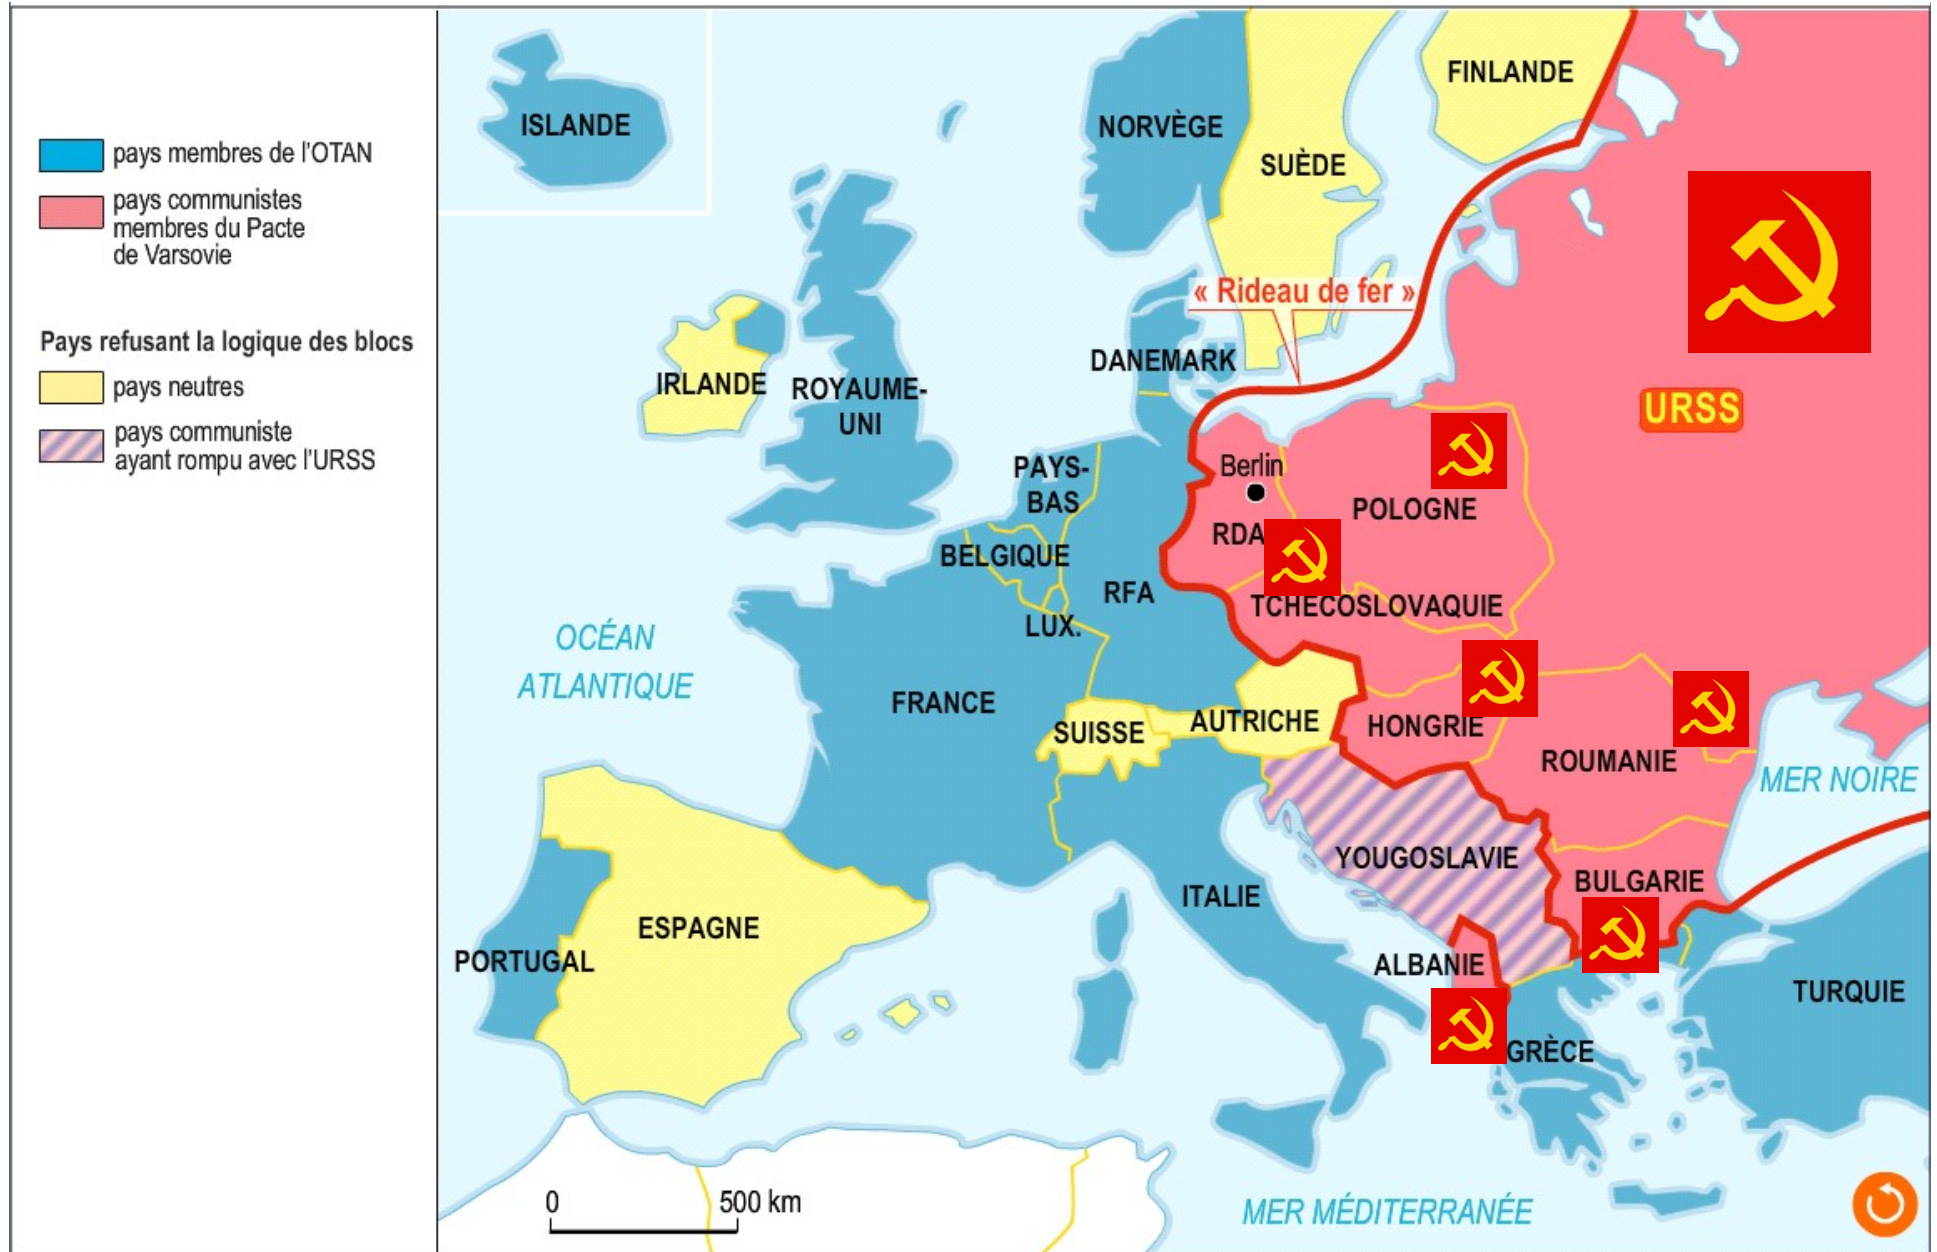 pays membres de l'OTAN
pays communistes
membres du Pacte
de Varsovie
Pays refusant la logique des blocs
pays neutres
pays communiste
ayant rompu avec l'URSS
ISLANDE
NORVÈGE
SUÈDE
FINLANDE
« Rideau de fer »
DANEMARK
IRLANDE
ROYAUME-
UNI
URSS
PAYS-
BAS
Berlin
POLOGNE
RDA
BELGIQUE
RFA
TCHECOSLOVAQUIE
LUX.
OCÉAN
ATLANTIQUE
FRANCE
SUISSE
AUTRICHE
HONGRIE
ROUMANIE
MER NOIRE
YOUGOSLAVIE
BULGARIE
ITALIE
ESPAGNE
PORTUGAL
ALBANIE
TURQUIE
GRÈCE
0 500 km
MER MÉDITERRANÉE